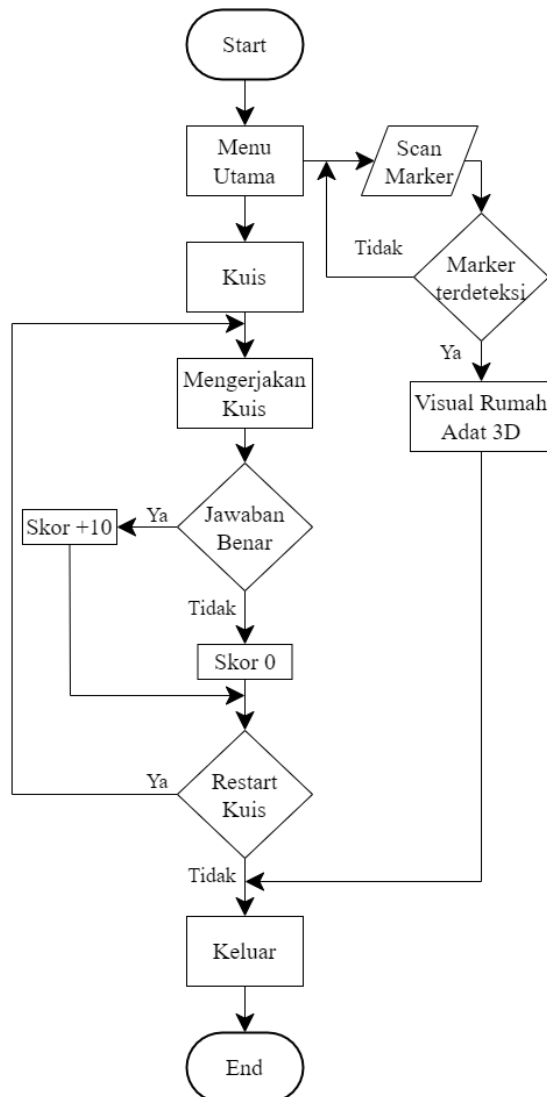 Start
Menu
Utama
Scan
Marker
Tidak
Marker
terdeteksi
Kuis
Ya
Mengerjakan
Kuis
Visual Rumah
Adat 3D
Skor +10
Ya
Jawaban
Benar
Tidak
Skor 0
Ya
Restart
Kuis
Tidak
Keluar
End